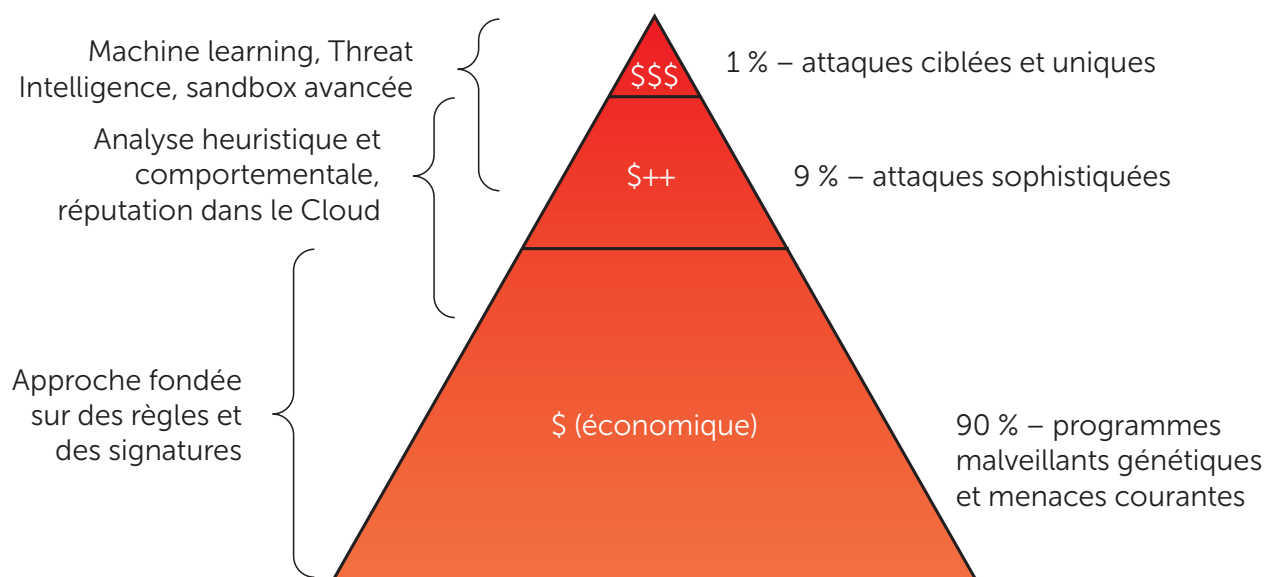 Machine learning, Threat
Intelligence, sandbox avancée
$$$
1 % – attaques ciblées et uniques
Analyse heuristique et
comportementale,
réputation dans le Cloud
$++
9 % – attaques sophistiquées
Approche fondée
sur des règles et
des signatures
$ (économique)
90 % – programmes
malveillants génétiques
et menaces courantes